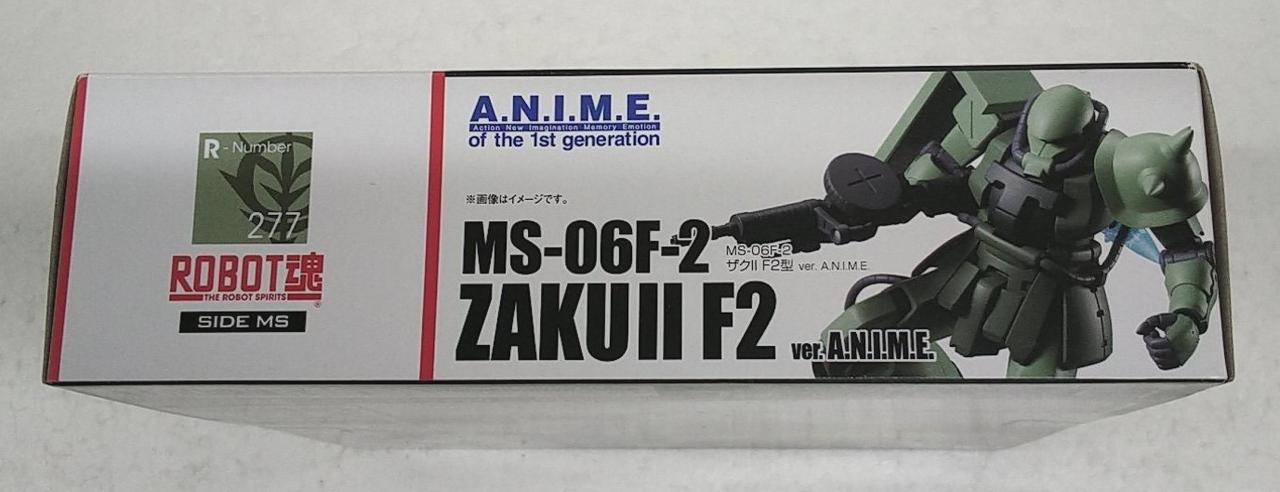 R - Number
277
ROBOT魂
THE ROBOT SPIRITS
®
SIDE MS
A.N.I.M.E.
Action New Imagination Memory Emotion
of the 1st generation
※画像はイメージです。
MS-06F-2
MS-06F-2
ザクII F2型 ver. A.N.I.M.E.
ZAKU II F2 ver. A.N.I.M.E.